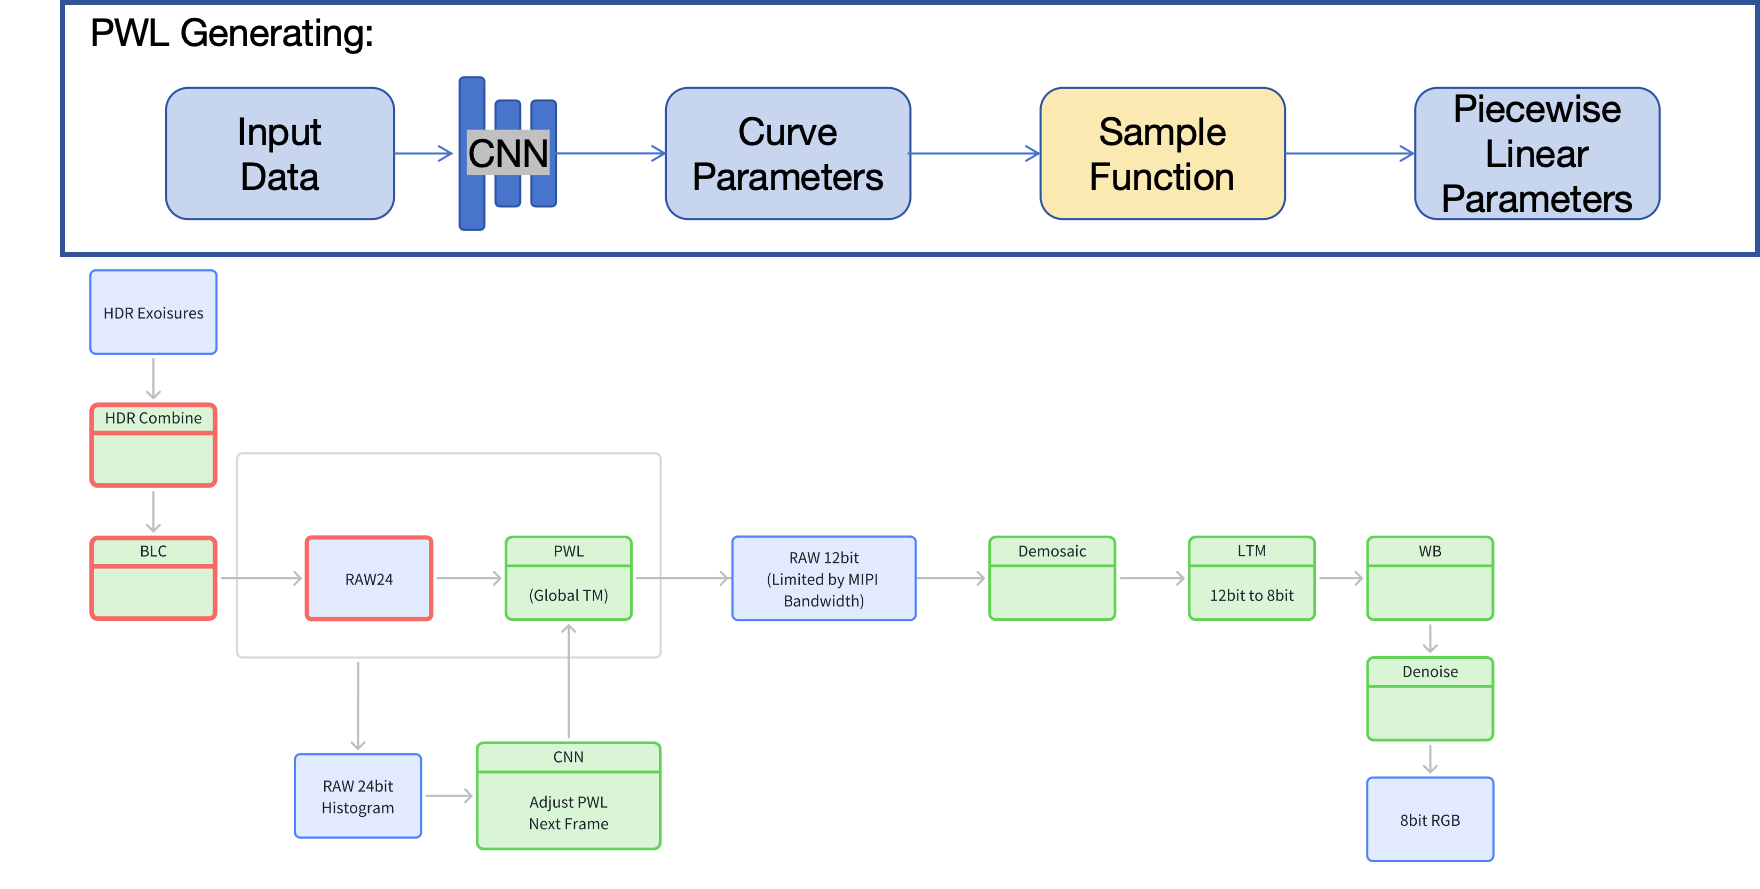 PWL Generating:
Input
Data
CNN
Curve
Parameters
Sample
Function
Piecewise
Linear
Parameters
HDR Exoisures
HDR Combine
BLC
RAW24
PWL
(Global TM)
RAW 12bit
(Limited by MIPI
Bandwidth)
Demosaic
LTM
12bit to 8bit
WB
Denoise
8bit RGB
RAW 24bit
Histogram
CNN
Adjust PWL
Next Frame